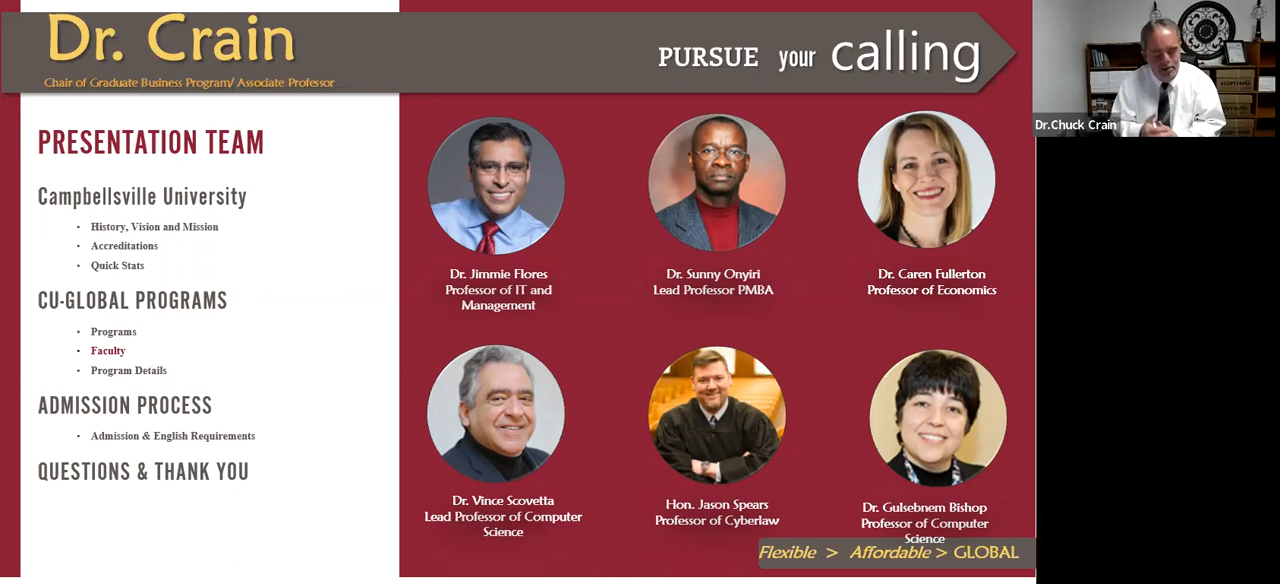 Dr. Crain
Chair of Graduate Business Program/ Associate Professor
PURSUE your calling
Dr.Chuck Crain
PRESENTATION TEAM
Campbellsville University
• History, Vision and Mission
• Accreditations
• Quick Stats
CU-GLOBAL PROGRAMS
• Programs
• Faculty
• Program Details
ADMISSION PROCESS
• Admission & English Requirements
QUESTIONS & THANK YOU
Dr. Jimmie Flores
Professor of IT and
Management
Dr. Sunny Onyiri
Lead Professor PMBA
Dr. Caren Fullerton
Professor of Economics
Dr. Vince Scovetta
Lead Professor of Computer
Science
Hon. Jason Spears
Professor of Cyberlaw
Dr. Gulsebnem Bishop
Professor of Computer
Science
Flexible > Affordable > GLOBAL